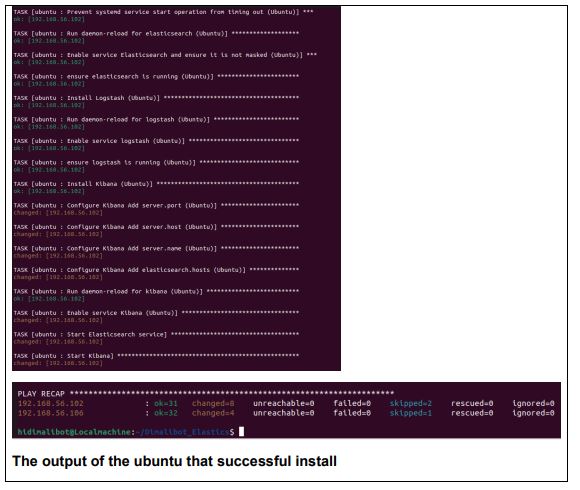 TASK [ubuntu : Prevent systemd service start operation from timing out (Ubuntu)] ***
ok: [192.168.56.102]
TASK [ubuntu : Run daemon-reload for elasticsearch (Ubuntu)] *******************
ok: [192.168.56.102]
TASK [ubuntu : Enable service Elasticsearch and ensure it is not masked (Ubuntu)] ***
ok: [192.168.56.102]
TASK [ubuntu : ensure elasticsearch is running (Ubuntu)] ***********************
ok: [192.168.56.102]
TASK [ubuntu : Install Logstash (Ubuntu)] **************************************
ok: [192.168.56.102]
TASK [ubuntu : Run daemon-reload for logstash (Ubuntu)] ************************
ok: [192.168.56.102]
TASK [ubuntu : Enable service logstash (Ubuntu)] *******************************
ok: [192.168.56.102]
TASK [ubuntu : ensure logstash is running (Ubuntu)] ****************************
ok: [192.168.56.102]
TASK [ubuntu : Install Kibana (Ubuntu)] ****************************************
ok: [192.168.56.102]
TASK [ubuntu : Configure Kibana Add server.port (Ubuntu)] **********************
changed: [192.168.56.102]
TASK [ubuntu : Configure Kibana Add server.host (Ubuntu)] **********************
changed: [192.168.56.102]
TASK [ubuntu : Configure Kibana Add server.name (Ubuntu)] **********************
changed: [192.168.56.102]
TASK [ubuntu : Configure Kibana Add elasticsearch.hosts (Ubuntu)] **************
changed: [192.168.56.102]
TASK [ubuntu : Run daemon-reload for kibana (Ubuntu)] **************************
ok: [192.168.56.102]
TASK [ubuntu : Enable service Kibana (Ubuntu)] *********************************
changed: [192.168.56.102]
TASK [ubuntu : Start Elasticsearch service] ************************************
changed: [192.168.56.102]
TASK [ubuntu : Start Kibana] ***************************************************
changed: [192.168.56.102]
PLAY RECAP *********************************************************************
192.168.56.102 : ok=31 changed=8 unreachable=0 failed=0 skipped=2 rescued=0 ignored=0
192.168.56.106 : ok=32 changed=4 unreachable=0 failed=0 skipped=1 rescued=0 ignored=0
hidimalibot@Localmachine:~/Dimalibot_Elastics$
The output of the ubuntu that successful install